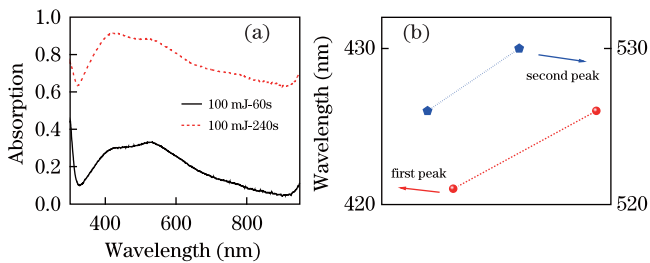 (a)
1.0
0.8
0.6
0.4
0.2
0.0
Absorption
100 mJ-60s
100 mJ-240s
400
600
800
Wavelength (nm)
(b)
430
420
Wavelength (nm)
530
520
second peak
first peak